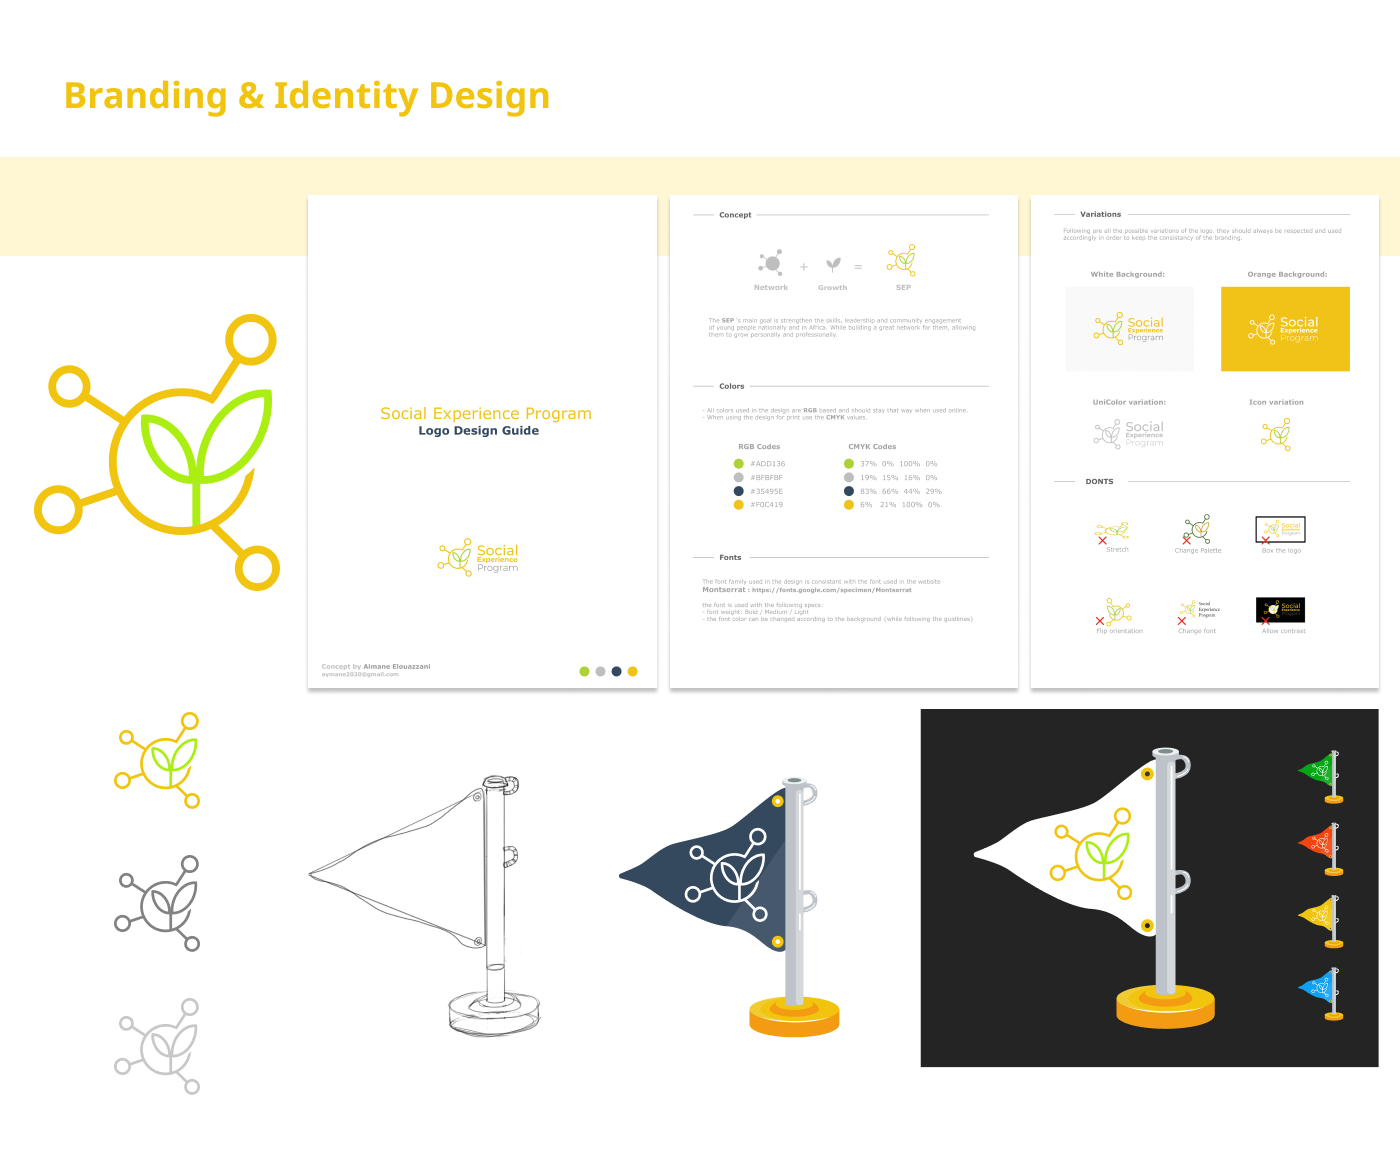 Branding & Identity Design
Social Experience Program
Logo Design Guide
Social
Experience
Program
Concept by Aimane Elouazzani
aymane2030@gmail.com
Concept
Network + Growth = SEP
The SEP 's main goal is strengthen the skills, leadership and community engagement
of young people nationally and in Africa. While building a great network for them, allowing
them to grow personally and professionally.
Colors
- All colors used in the design are RGB based and should stay that way when used online.
- When using the design for print use the CMYK values.
RGB Codes CMYK Codes
#ADD136 37% 0% 100% 0%
#BFBFBF 19% 15% 16% 0%
#35495E 83% 66% 44% 29%
#F0C419 6% 21% 100% 0%
Fonts
The font family used in the design is consistant with the font used in the website
Montserrat : https://fonts.google.com/specimen/Montserrat
the font is used with the following specs:
- font weight: Bold / Medium / Light
- the font color can be changed according to the background (while following the guidlines)
Variations
Following are all the possible variations of the logo. they should always be respected and used
accordingly in order to keep the consistancy of the branding.
White Background: Orange Background:
Social
Experience
Program
Social
Experience
Program
UniColor variation: Icon variation
Social
Experience
Program
DONTS
Stretch
Change Palette
Social
Experience
Program
Box the logo
Flip orientation
Social
Experience
Program
Change font
Social
Experience
Program
Allow contrast